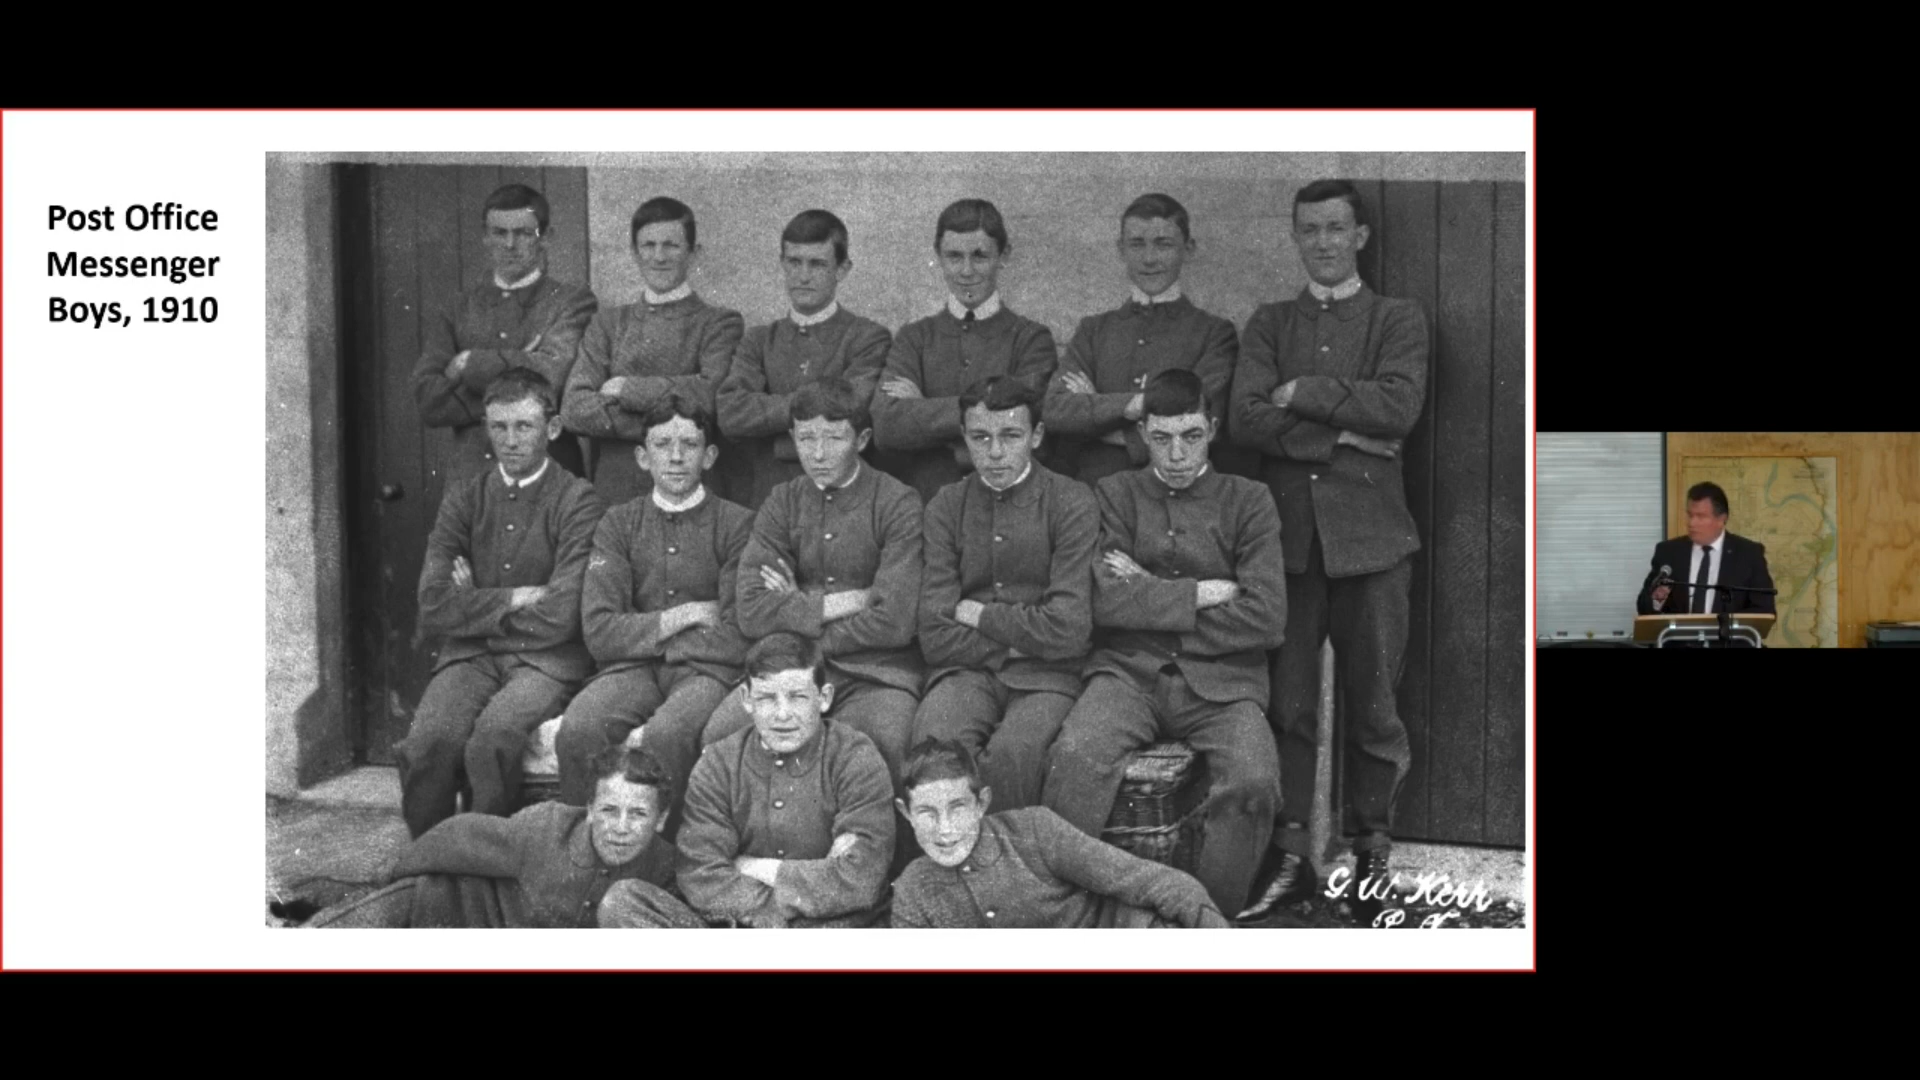 Post Office
Messenger
Boys, 1910
G. W. Kerr
P. N